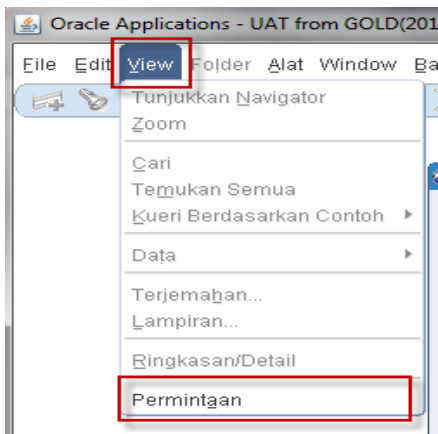 Oracle Applications - UAT from GOLD(201
File Edit View Folder Alat Window Ba
Tunjukkan Navigator
Zoom
Cari
Temukan Semua
Kueri Berdasarkan Contoh
Data
Terjemahan...
Lampiran...
Ringkasan/Detail
Permintaan